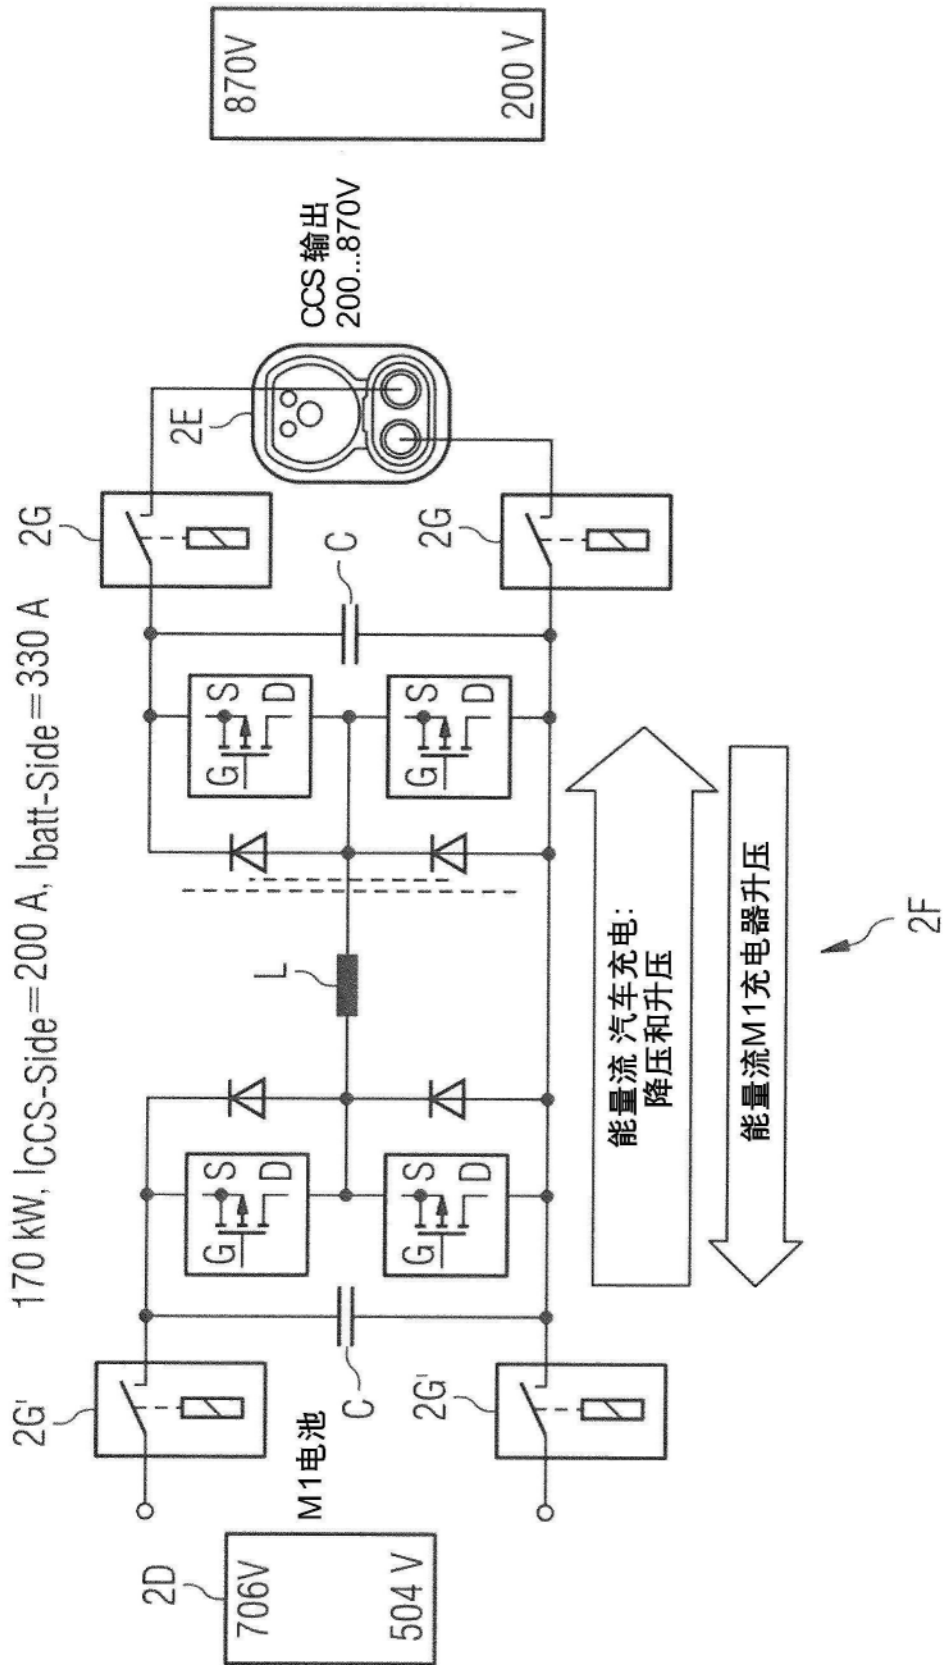 170 kW, ICCS-Side=200 A, Ibatt-Side=330 A
2G'
2G
2E
2D
706V
504 V
M1电池
C
G
S
D
G
S
D
L
G
S
D
G
S
D
C
CCS 输出
200...870V
870V
200 V
2G'
2G
能量流 汽车充电:
降压和升压
能量流M1充电器升压
2F